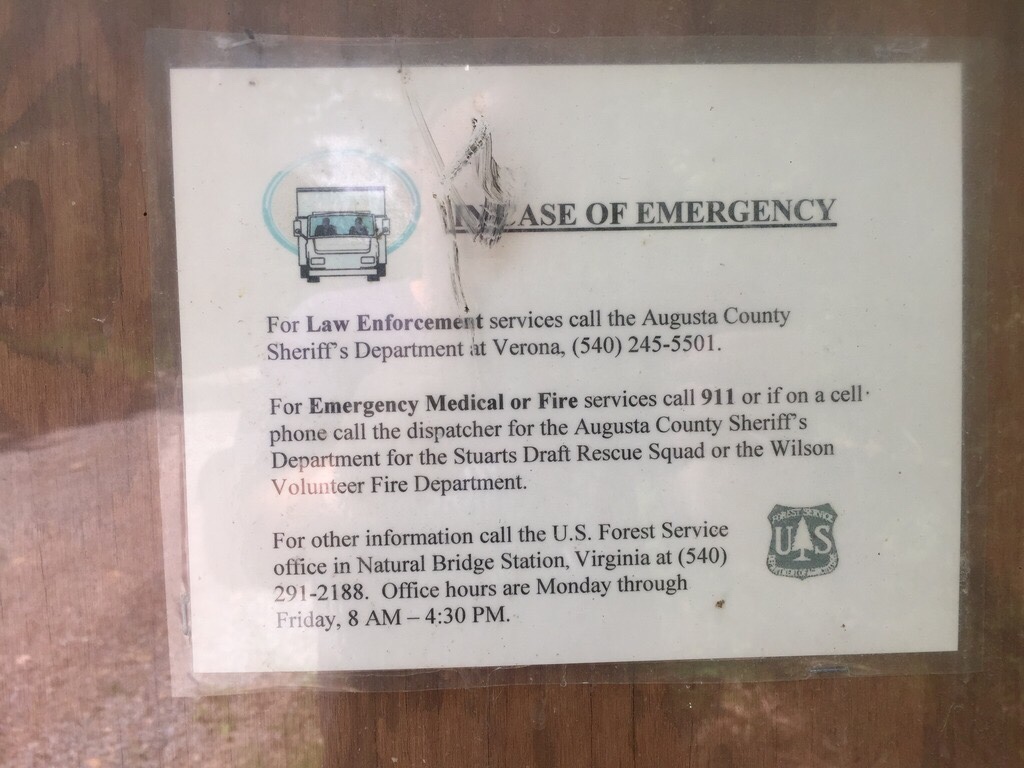 IN CASE OF EMERGENCY
For Law Enforcement services call the Augusta County
Sheriff's Department at Verona, (540) 245-5501.
For Emergency Medical or Fire services call 911 or if on a cell
phone call the dispatcher for the Augusta County Sheriff's
Department for the Stuarts Draft Rescue Squad or the Wilson
Volunteer Fire Department.
For other information call the U.S. Forest Service
office in Natural Bridge Station, Virginia at (540)
291-2188. Office hours are Monday through
Friday, 8 AM – 4:30 PM.
FOREST SERVICE
US